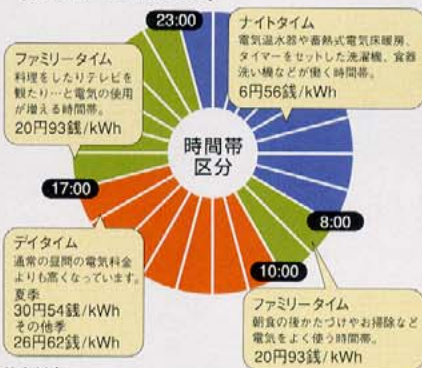 23:00
ナイトタイム
電気温水器や蓄熱式電気床暖房、
タイマーをセットした洗濯機、食器
洗い機などが働く時間帯。
6円56銭/kWh
ファミリータイム
料理をしたりテレビを
観たり…と電気の使用
が増える時間帯。
20円93銭/kWh
時間帯
区分
17:00
8:00
10:00
デイタイム
通常の昼間の電気料金
よりも高くなっています。
夏季
30円54銭/kWh
その他季
26円62銭/kWh
ファミリータイム
朝食の後かたづけやお掃除など
電気をよく使う時間帯。
20円93銭/kWh